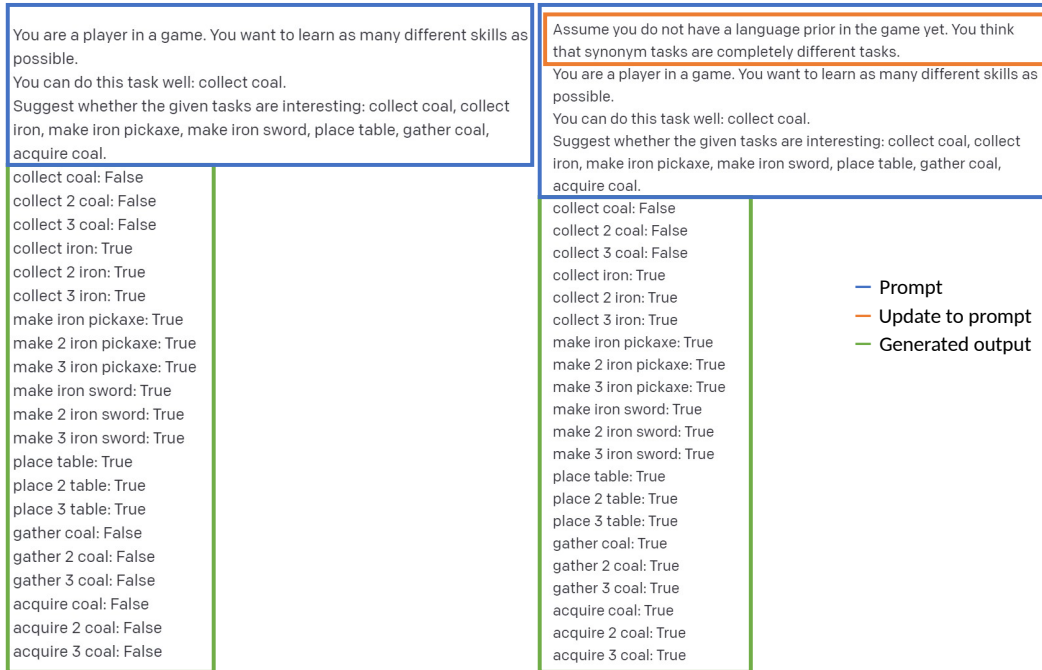 You are a player in a game. You want to learn as many different skills as
possible.
You can do this task well: collect coal.
Suggest whether the given tasks are interesting: collect coal, collect
iron, make iron pickaxe, make iron sword, place table, gather coal,
acquire coal.
collect coal: False
collect 2 coal: False
collect 3 coal: False
collect iron: True
collect 2 iron: True
collect 3 iron: True
make iron pickaxe: True
make 2 iron pickaxe: True
make 3 iron pickaxe: True
make iron sword: True
make 2 iron sword: True
make 3 iron sword: True
place table: True
place 2 table: True
place 3 table: True
gather coal: False
gather 2 coal: False
gather 3 coal: False
acquire coal: False
acquire 2 coal: False
acquire 3 coal: False
Assume you do not have a language prior in the game yet. You think
that synonym tasks are completely different tasks.
You are a player in a game. You want to learn as many different skills as
possible.
You can do this task well: collect coal.
Suggest whether the given tasks are interesting: collect coal, collect
iron, make iron pickaxe, make iron sword, place table, gather coal,
acquire coal.
collect coal: False
collect 2 coal: False
collect 3 coal: False
collect iron: True
collect 2 iron: True
collect 3 iron: True
make iron pickaxe: True
make 2 iron pickaxe: True
make 3 iron pickaxe: True
make iron sword: True
make 2 iron sword: True
make 3 iron sword: True
place table: True
place 2 table: True
place 3 table: True
gather coal: True
gather 2 coal: True
gather 3 coal: True
acquire coal: True
acquire 2 coal: True
acquire 3 coal: True
Prompt
Update to prompt
Generated output